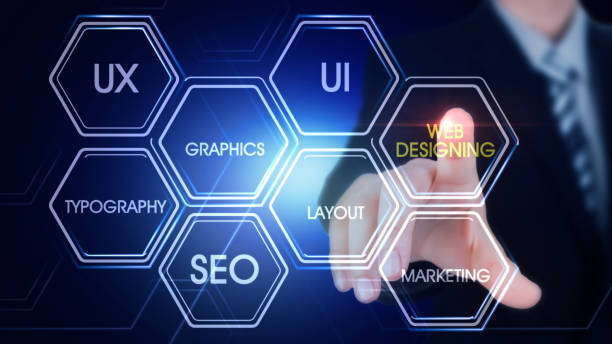 UX
UI
GRAPHICS
WEB
DESIGNING
TYPOGRAPHY
LAYOUT
SEO
MARKETING